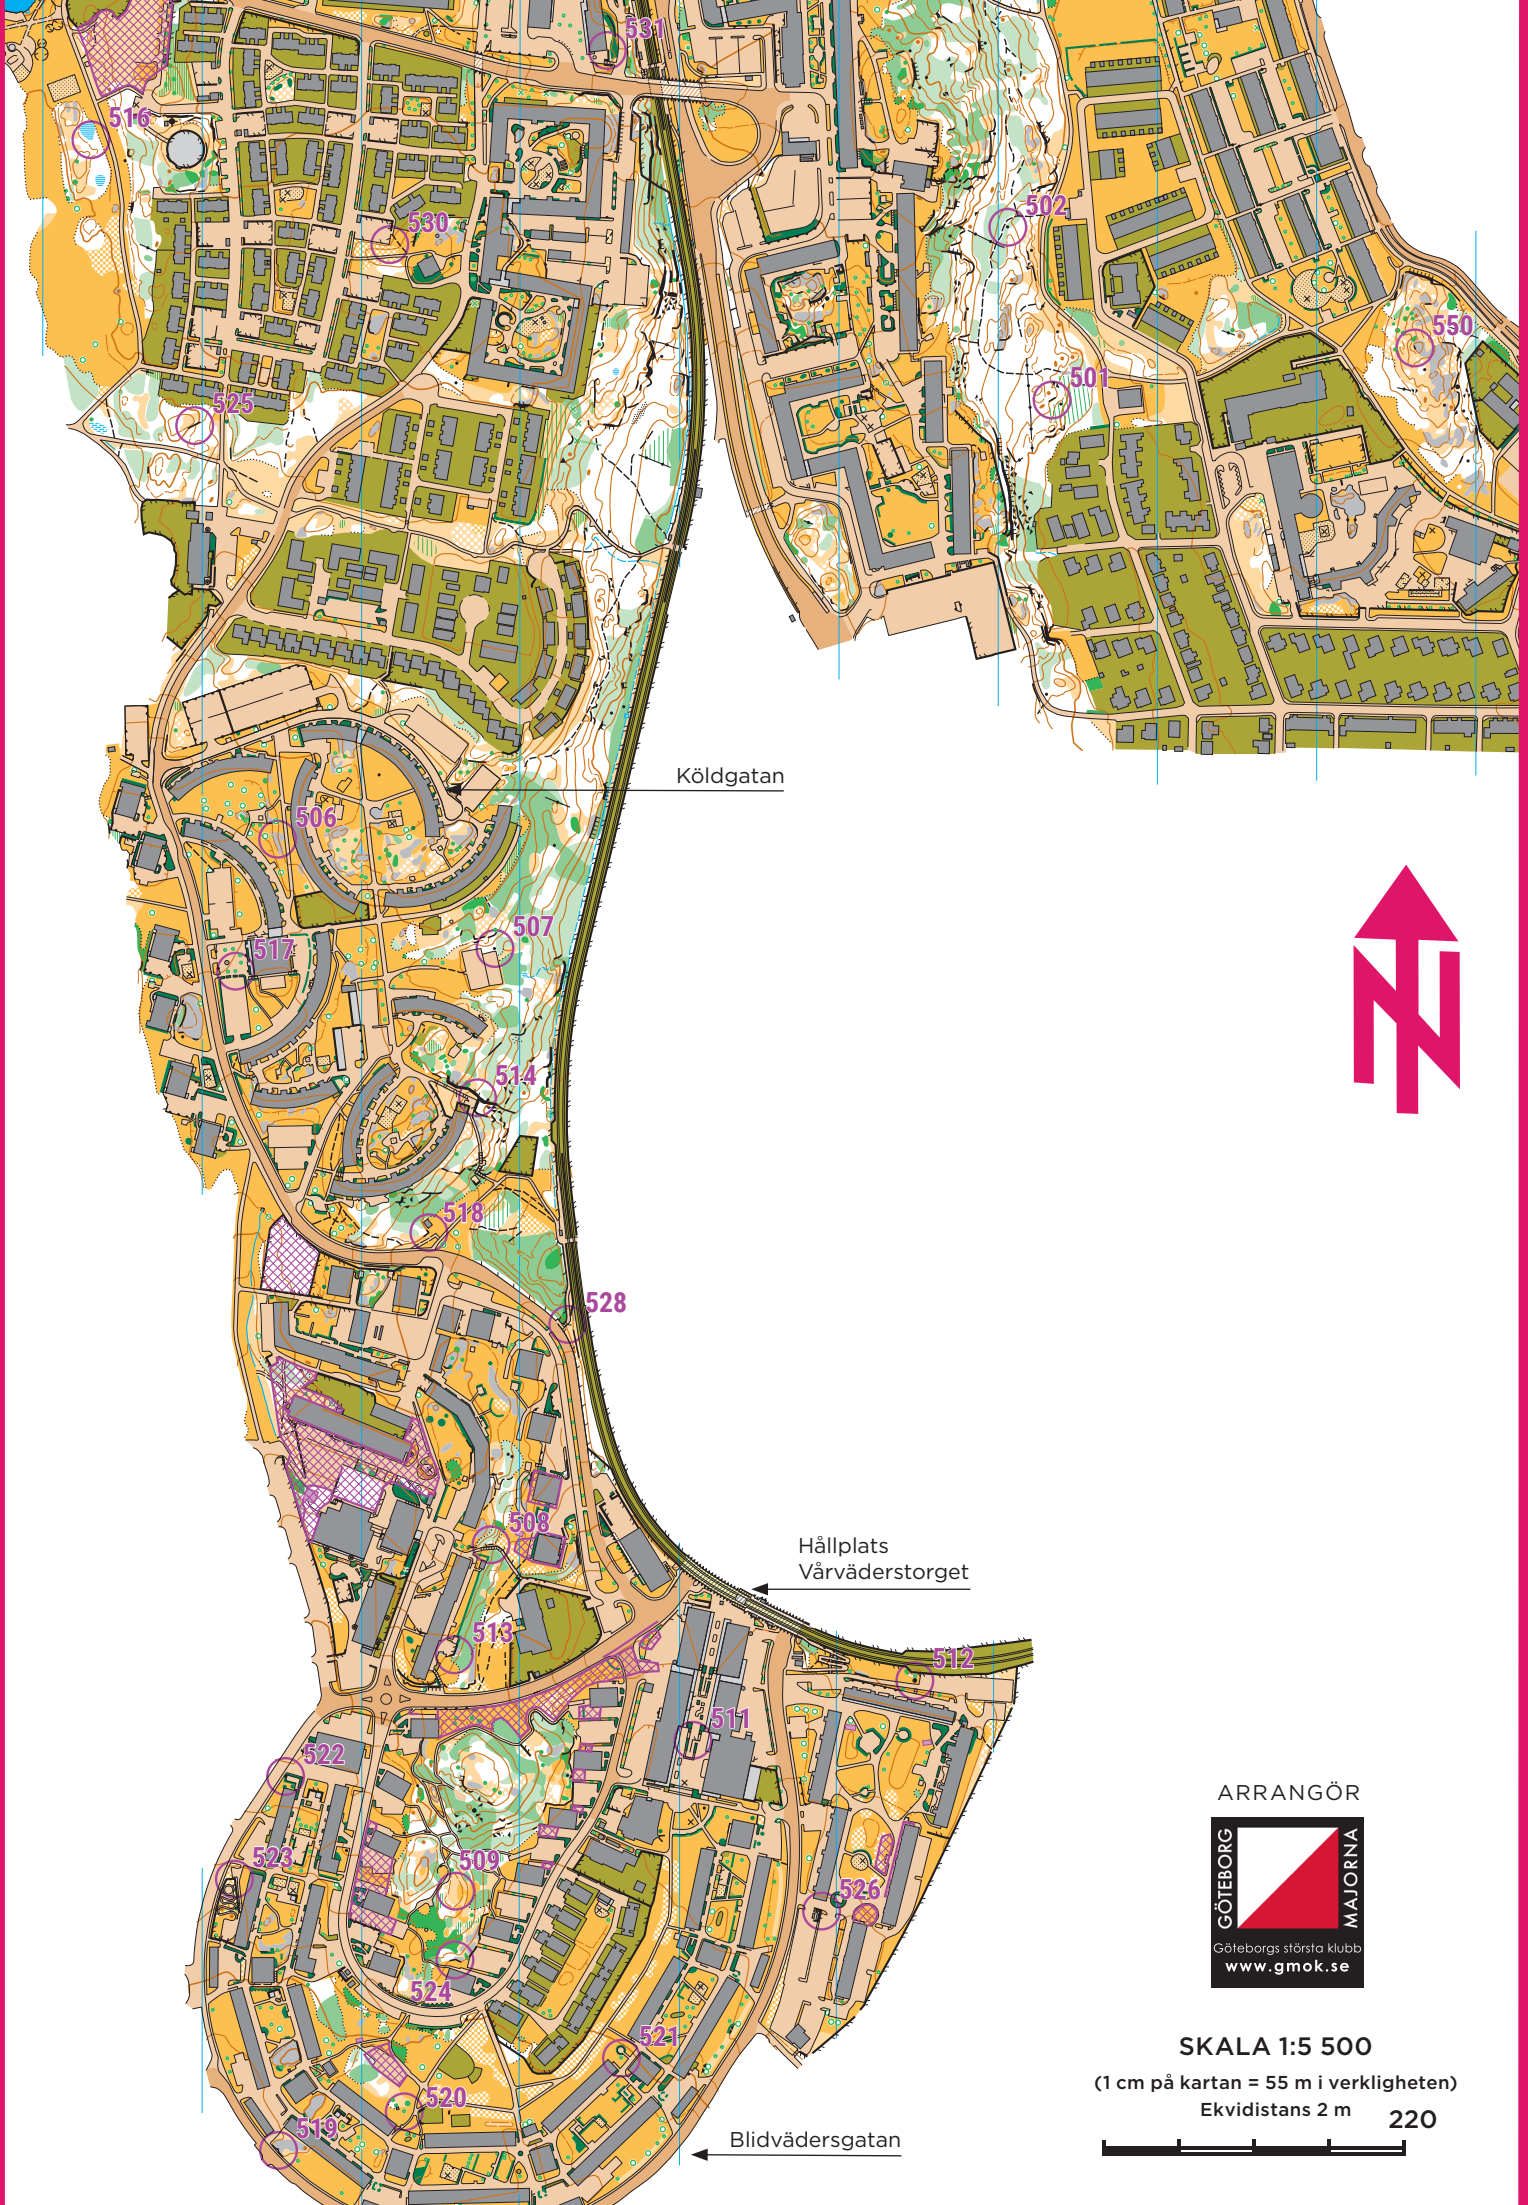 531
516
502
530
550
501
525
Köldgatan
506
507
517
514
518
528
508
Hållplats
Vårväderstorget
513
512
511
522
523
509
526
524
521
520
519
Blidvädersgatan
N
ARRANGÖR
GÖTEBORG
MAJORNA
Göteborgs största klubb
www.gmok.se
SKALA 1:5 500
(1 cm på kartan = 55 m i verkligheten)
Ekvidistans 2 m
220